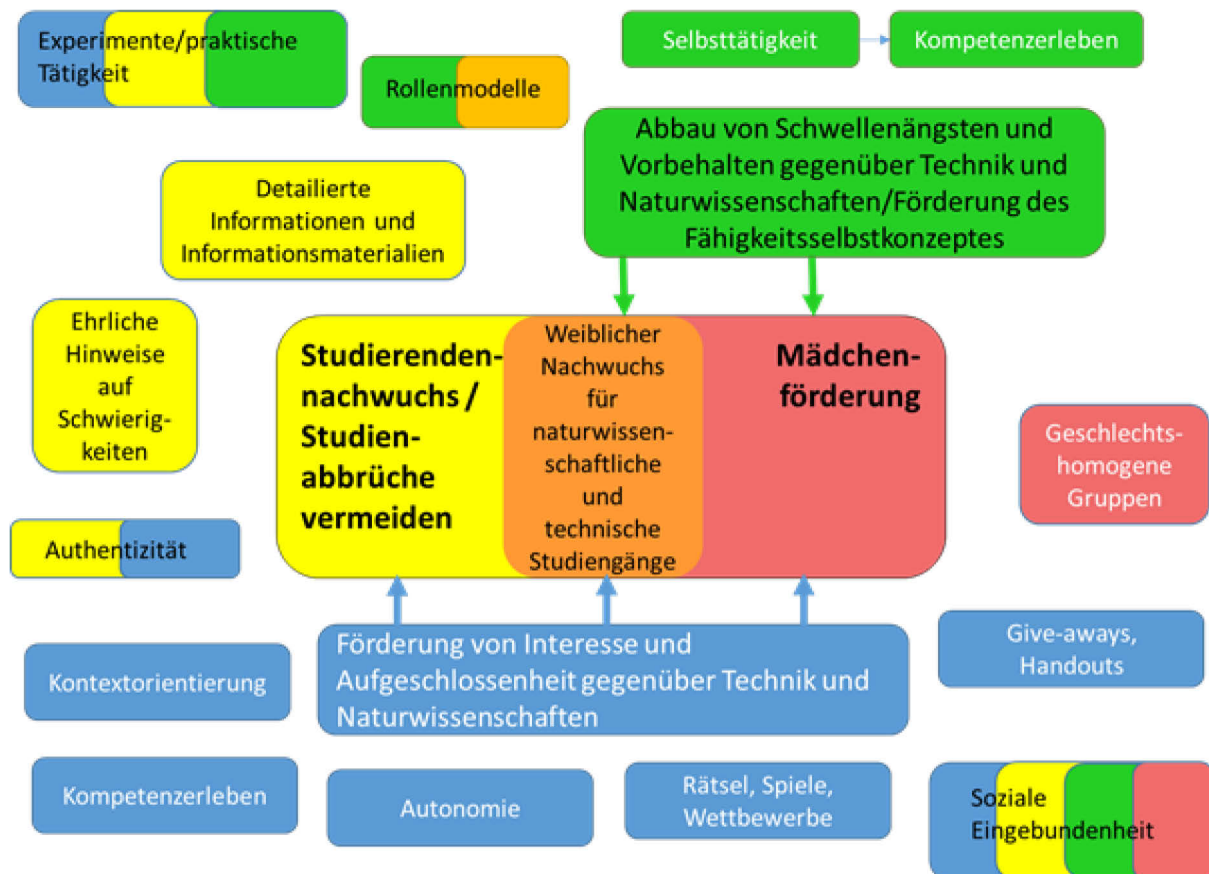 Experimente/praktische
Tätigkeit
Rollenmodelle
Selbsttätigkeit
Kompetenzerleben
Abbau von Schwellenängsten und
Vorbehalten gegenüber Technik und
Naturwissenschaften/Förderung des
Fähigkeitsselbstkonzeptes
Detailierte
Informationen und
Informationsmaterialien
Ehrliche
Hinweise
auf
Schwierig-
keiten
Studierenden-
nachwuchs /
Studien-
abbrüche
vermeiden
Weiblicher
Nachwuchs
für
naturwissen-
schaftliche
und
technische
Studiengänge
Mädchen-
förderung
Geschlechts-
homogene
Gruppen
Authentizität
Förderung von Interesse und
Aufgeschlossenheit gegenüber Technik und
Naturwissenschaften
Give-aways,
Handouts
Kontextorientierung
Kompetenzerleben
Autonomie
Rätsel, Spiele,
Wettbewerbe
Soziale
Eingebundenheit